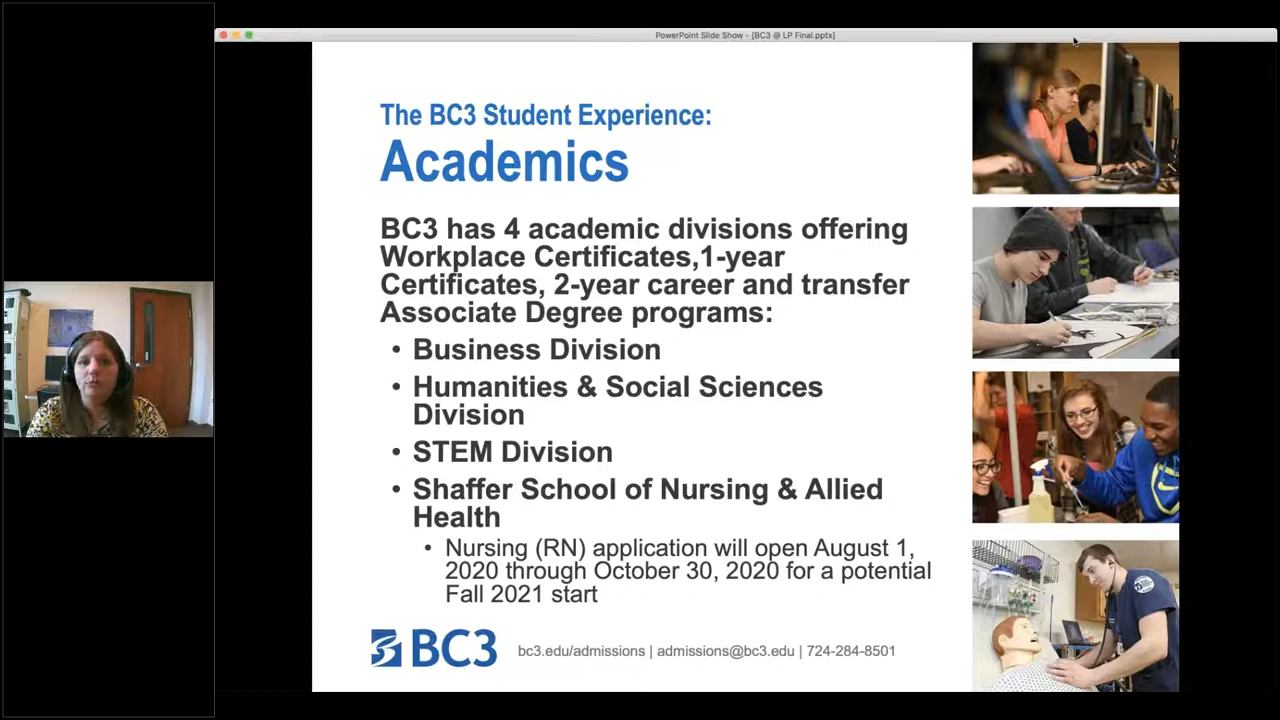 PowerPoint Slide Show - [BC3 @ LP Final.pptx]
The BC3 Student Experience:
Academics
BC3 has 4 academic divisions offering
Workplace Certificates,1-year
Certificates, 2-year career and transfer
Associate Degree programs:
• Business Division
• Humanities & Social Sciences
Division
• STEM Division
• Shaffer School of Nursing & Allied
Health
• Nursing (RN) application will open August 1,
2020 through October 30, 2020 for a potential
Fall 2021 start
BC3 bc3.edu/admissions | admissions@bc3.edu | 724-284-8501